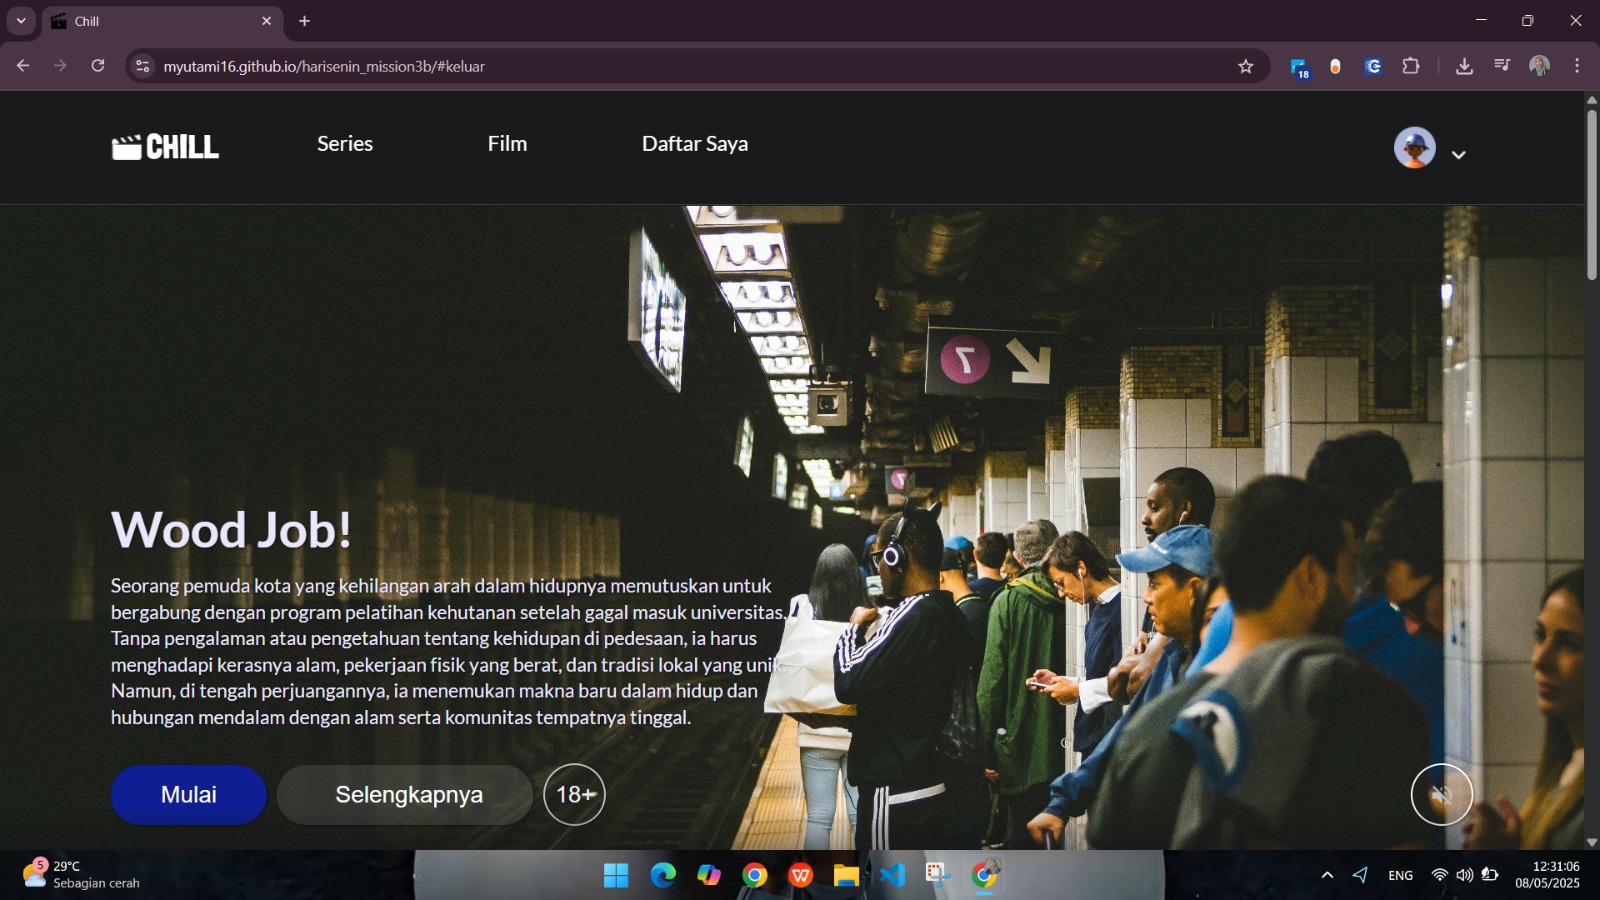 Chill
myutami16.github.io/harisenin_mission3b/#keluar
18
CHILL
Series
Film
Daftar Saya
7
Wood Job!
Seorang pemuda kota yang kehilangan arah dalam hidupnya memutuskan untuk
bergabung dengan program pelatihan kehutanan setelah gagal masuk universitas.
Tanpa pengalaman atau pengetahuan tentang kehidupan di pedesaan, ia harus
menghadapi kerasnya alam, pekerjaan fisik yang berat, dan tradisi lokal yang unik.
Namun, di tengah perjuangannya, ia menemukan makna baru dalam hidup dan
hubungan mendalam dengan alam serta komunitas tempatnya tinggal.
Mulai
Selengkapnya
18+
5
29°C
Sebagian cerah
W
ENG
12:31:06
08/05/2025